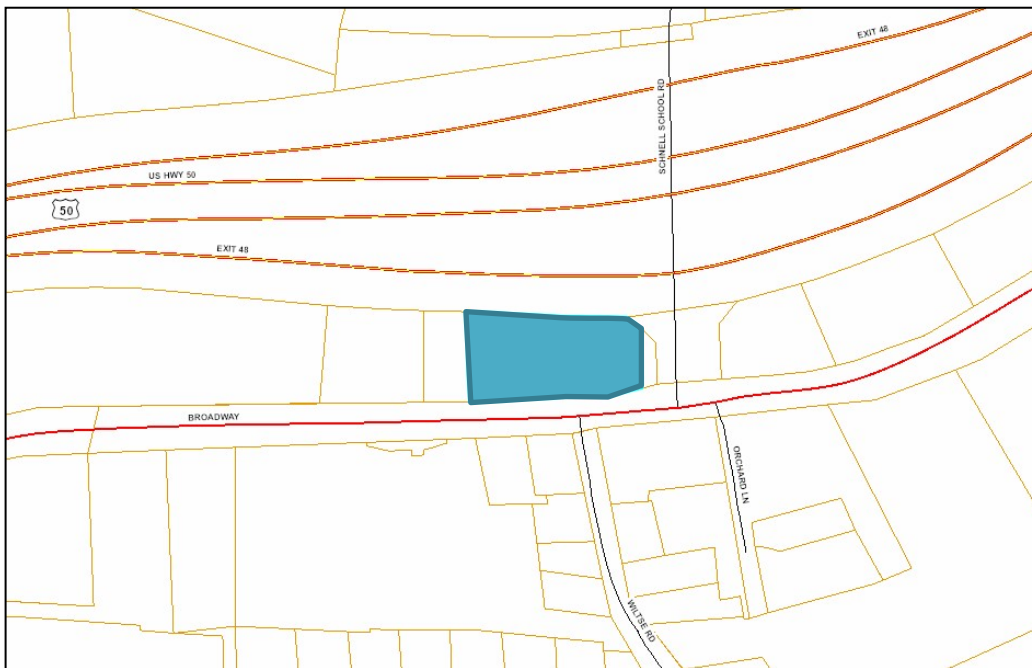 EXIT 48
SCHNELL SCHOOL RD
US HWY 50
50
EXIT 48
BROADWAY
ORCHARD LN
WILTSE RD